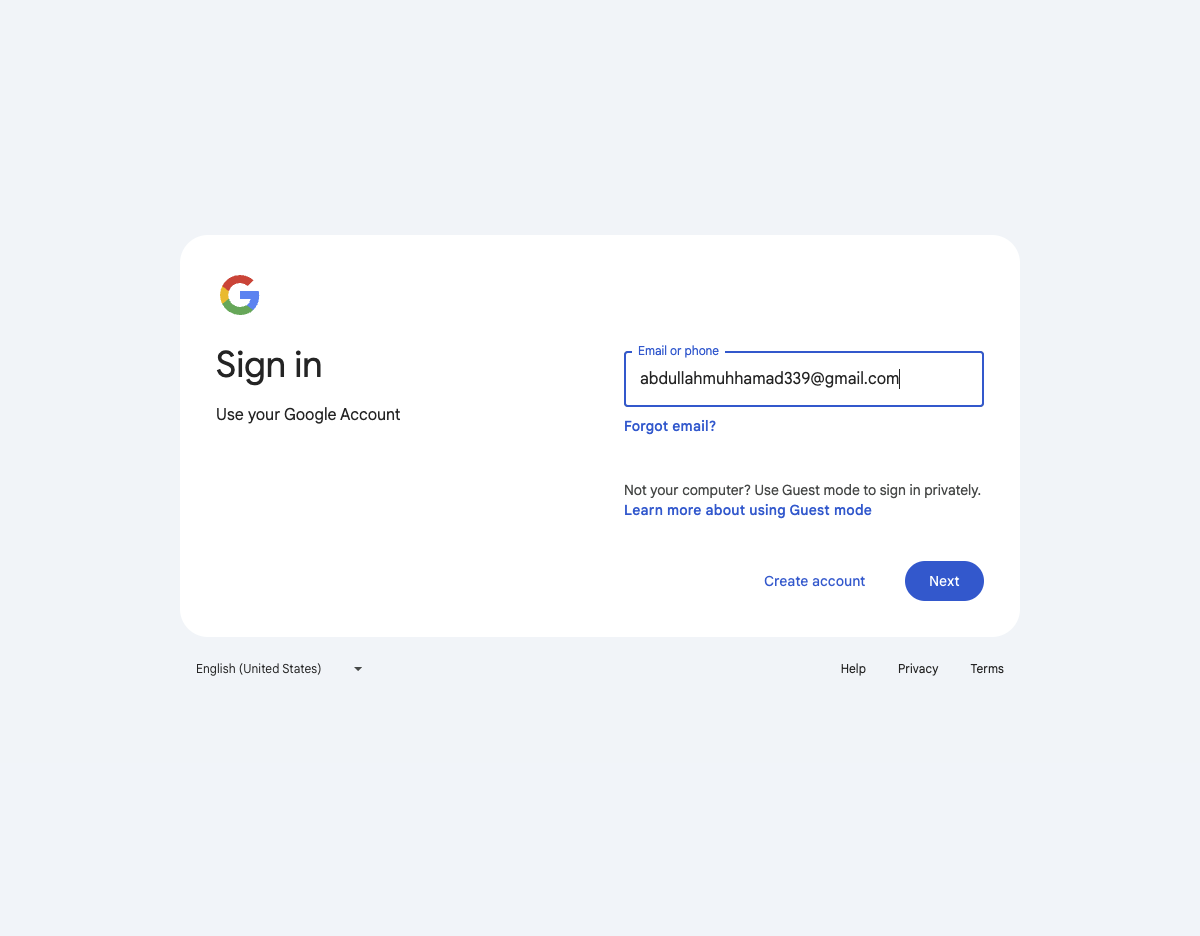 Sign in
Use your Google Account
Email or phone
abdullahmuhhamad339@gmail.com
Forgot email?
Not your computer? Use Guest mode to sign in privately.
Learn more about using Guest mode
Create account
Next
English (United States)
Help
Privacy
Terms